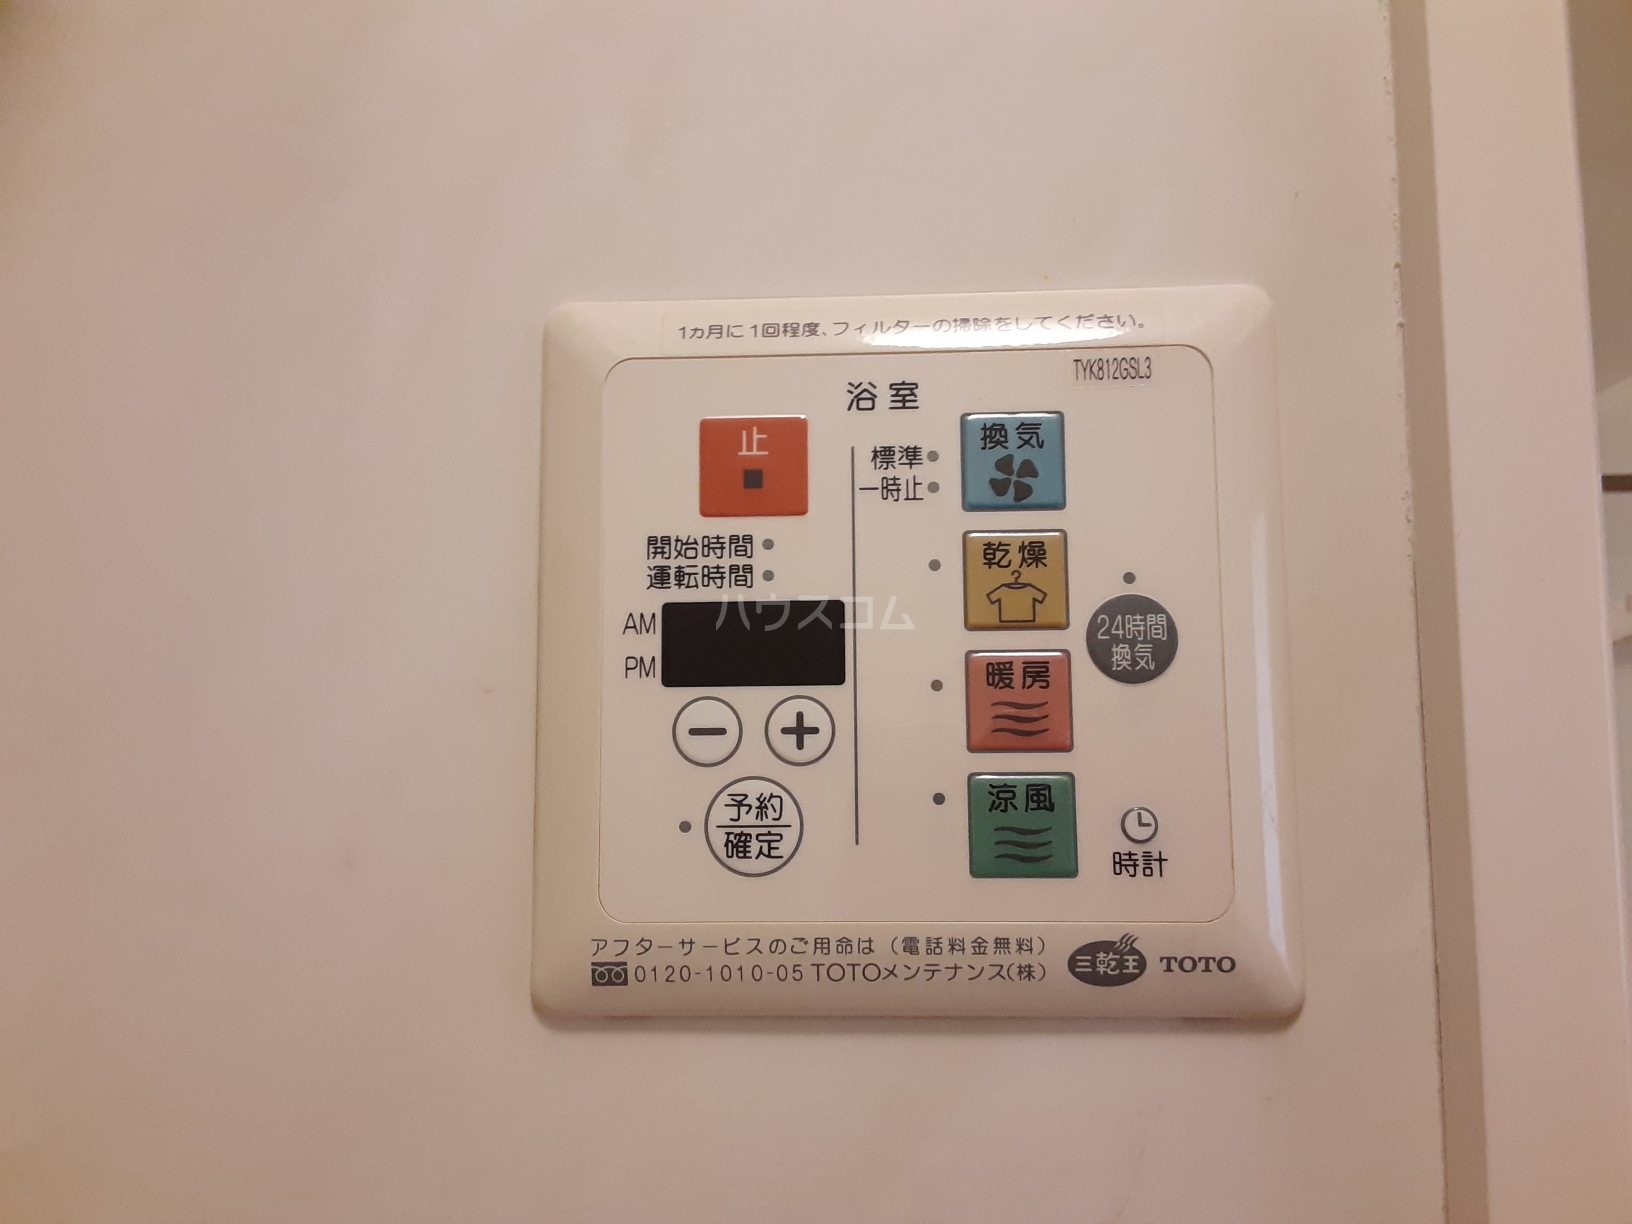 1ヵ月に1回程度、フィルターの掃除をしてください。
TYK812GSL3
浴室
止
換気
標準
一時止
開始時間
運転時間
乾燥
AM
PM
ハウスコム
24時間
換気
暖房
予約
確定
涼風
時計
アフターサービスのご用命は（電話料金無料）
0120-1010-05 TOTOメンテナンス(株)
三乾王 TOTO